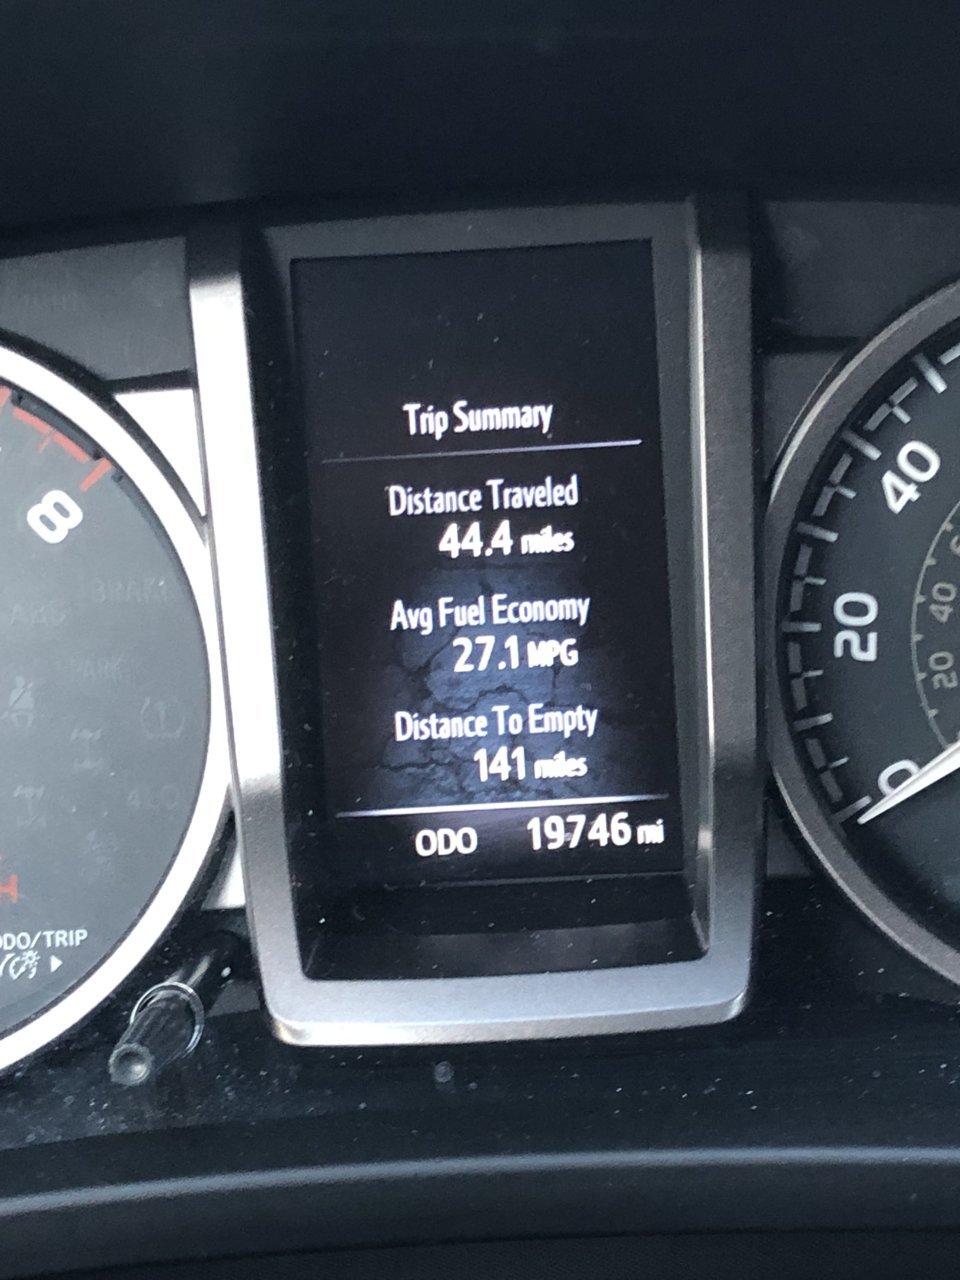 Trip Summary
Distance Traveled
44.4 miles
Avg Fuel Economy
27.1 MPG
Distance To Empty
141 miles
ODO 19746 mi
8
ODO/TRIP
40
20
0
40
20